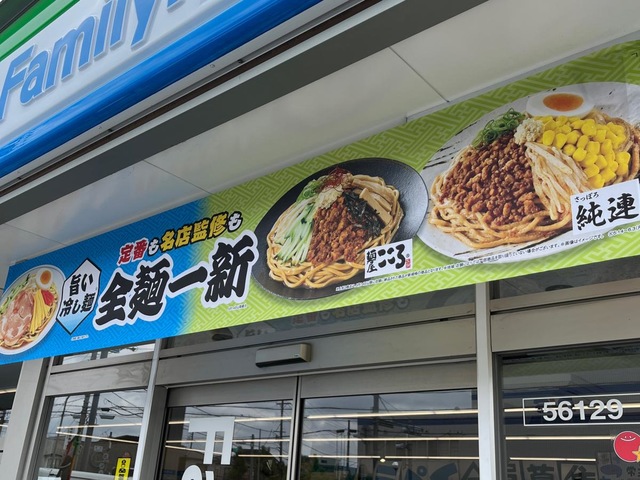 Family
定番も名店監修も
旨い
冷し麺
全麺一新
麺屋
こころ
さっぽろ
純連
56129